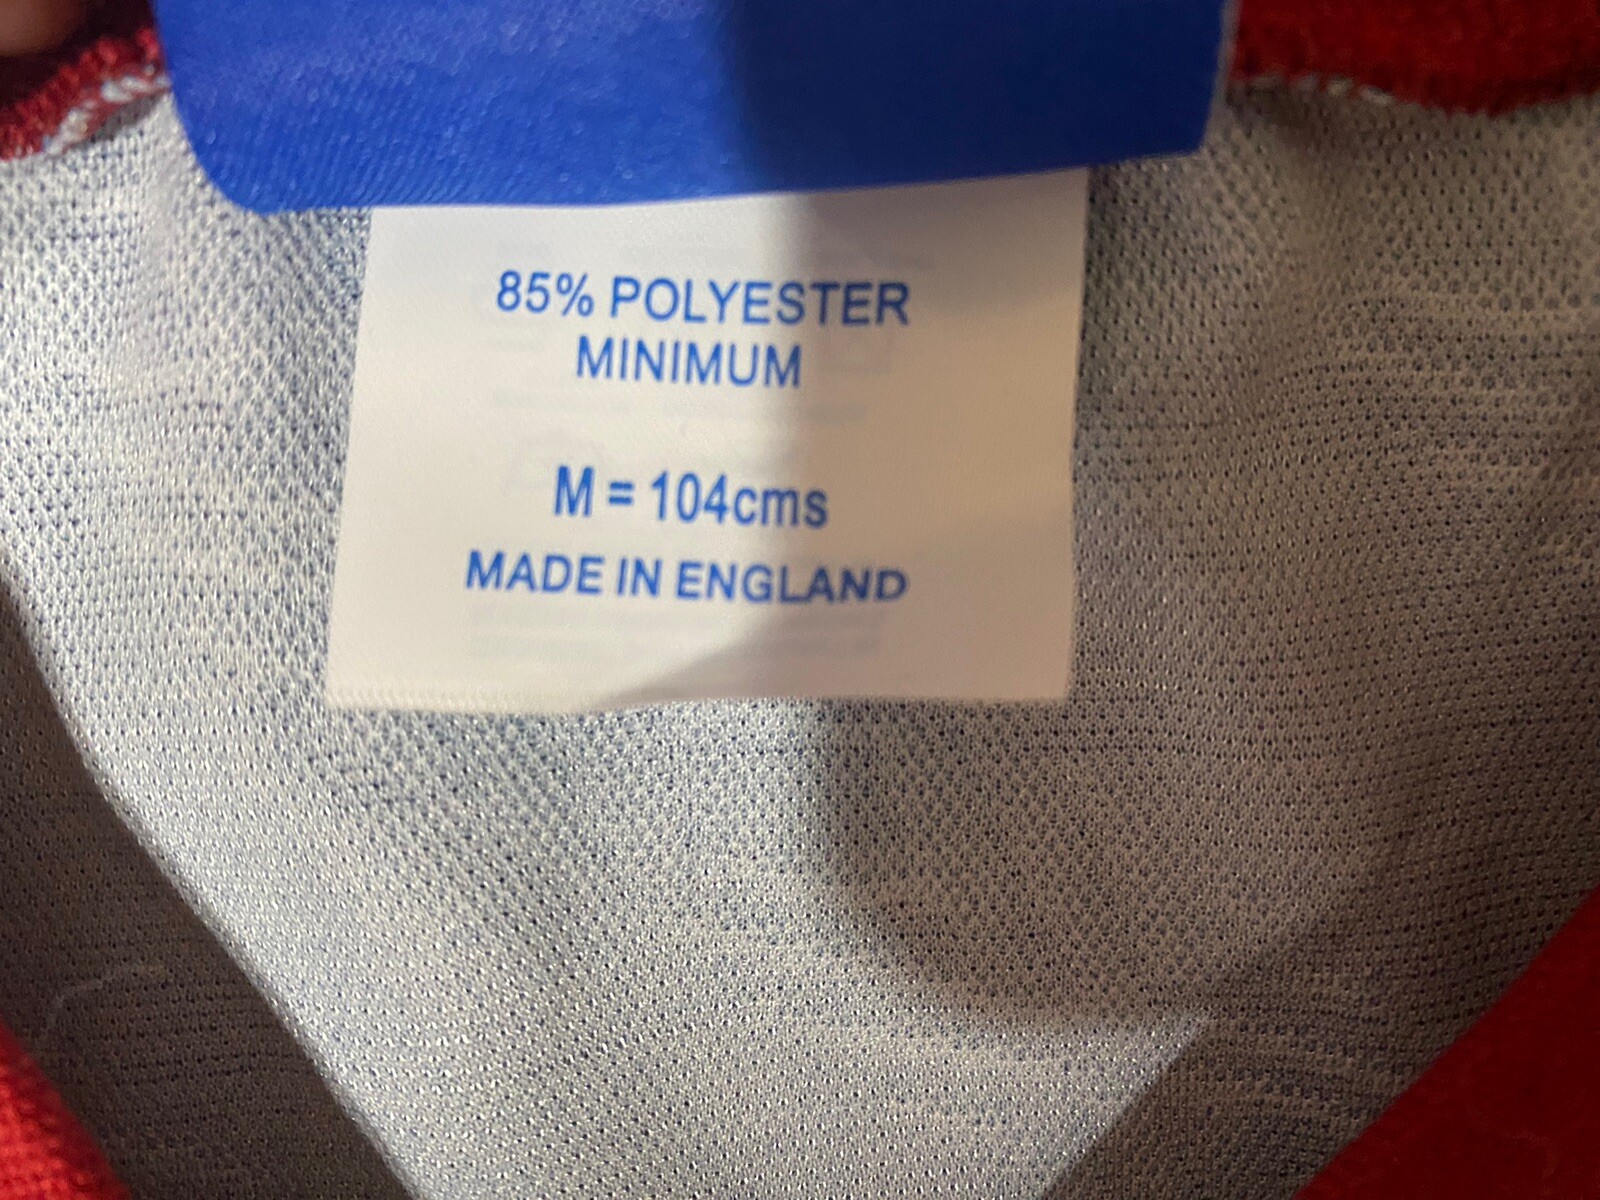 85% POLYESTER
MINIMUM
M = 104cms
MADE IN ENGLAND